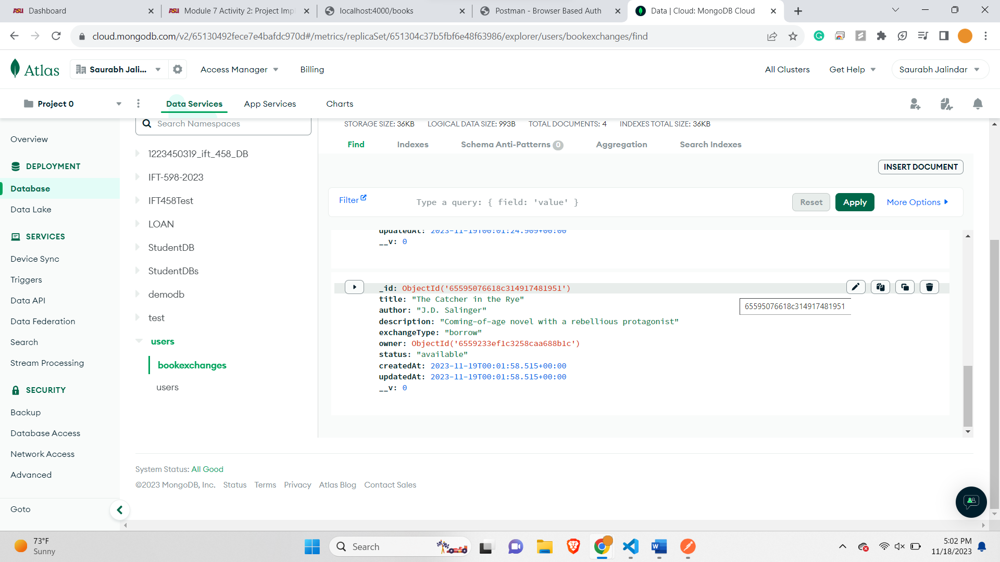 ASU Dashboard
ASU Module 7 Activity 2: Project Impl
localhost:4000/books
Postman - Browser Based Auth
Data | Cloud: MongoDB Cloud
cloud.mongodb.com/v2/65130492fece7e4bafdc970d#/metrics/replicaSet/651304c37b5fbf6e48f63986/explorer/users/bookexchanges/find
Atlas
Saurabh Jali...
Access Manager
Billing
All Clusters
Get Help
Saurabh Jalindar
Project 0
Data Services
App Services
Charts
Overview
DEPLOYMENT
Database
Data Lake
SERVICES
Device Sync
Triggers
Data API
Data Federation
Search
Stream Processing
SECURITY
Backup
Database Access
Network Access
Advanced
Goto
Search Namespaces
1223450319_ift_458_DB
IFT-598-2023
IFT458Test
LOAN
StudentDB
StudentDBs
demodb
test
users
bookexchanges
users
STORAGE SIZE: 36KB LOGICAL DATA SIZE: 993B TOTAL DOCUMENTS: 4 INDEXES TOTAL SIZE: 36KB
Find Indexes Schema Anti-Patterns 0 Aggregation Search Indexes
INSERT DOCUMENT
Filter
Type a query: { field: 'value' }
Reset
Apply
More Options
updatedAt: 2023-11-19T00:01:24.909+00:00
__v: 0
_id: ObjectId('65595076618c314917481951')
title: "The Catcher in the Rye"
65595076618c314917481951
author: "J.D. Salinger"
description: "Coming-of-age novel with a rebellious protagonist"
exchangeType: "borrow"
owner: ObjectId('6559233ef1c3258caa688b1c')
status: "available"
createdAt: 2023-11-19T00:01:58.515+00:00
updatedAt: 2023-11-19T00:01:58.515+00:00
__v: 0
System Status: All Good
©2023 MongoDB, Inc. Status Terms Privacy Atlas Blog Contact Sales
73°F
Sunny
Search
5:02 PM
11/18/2023